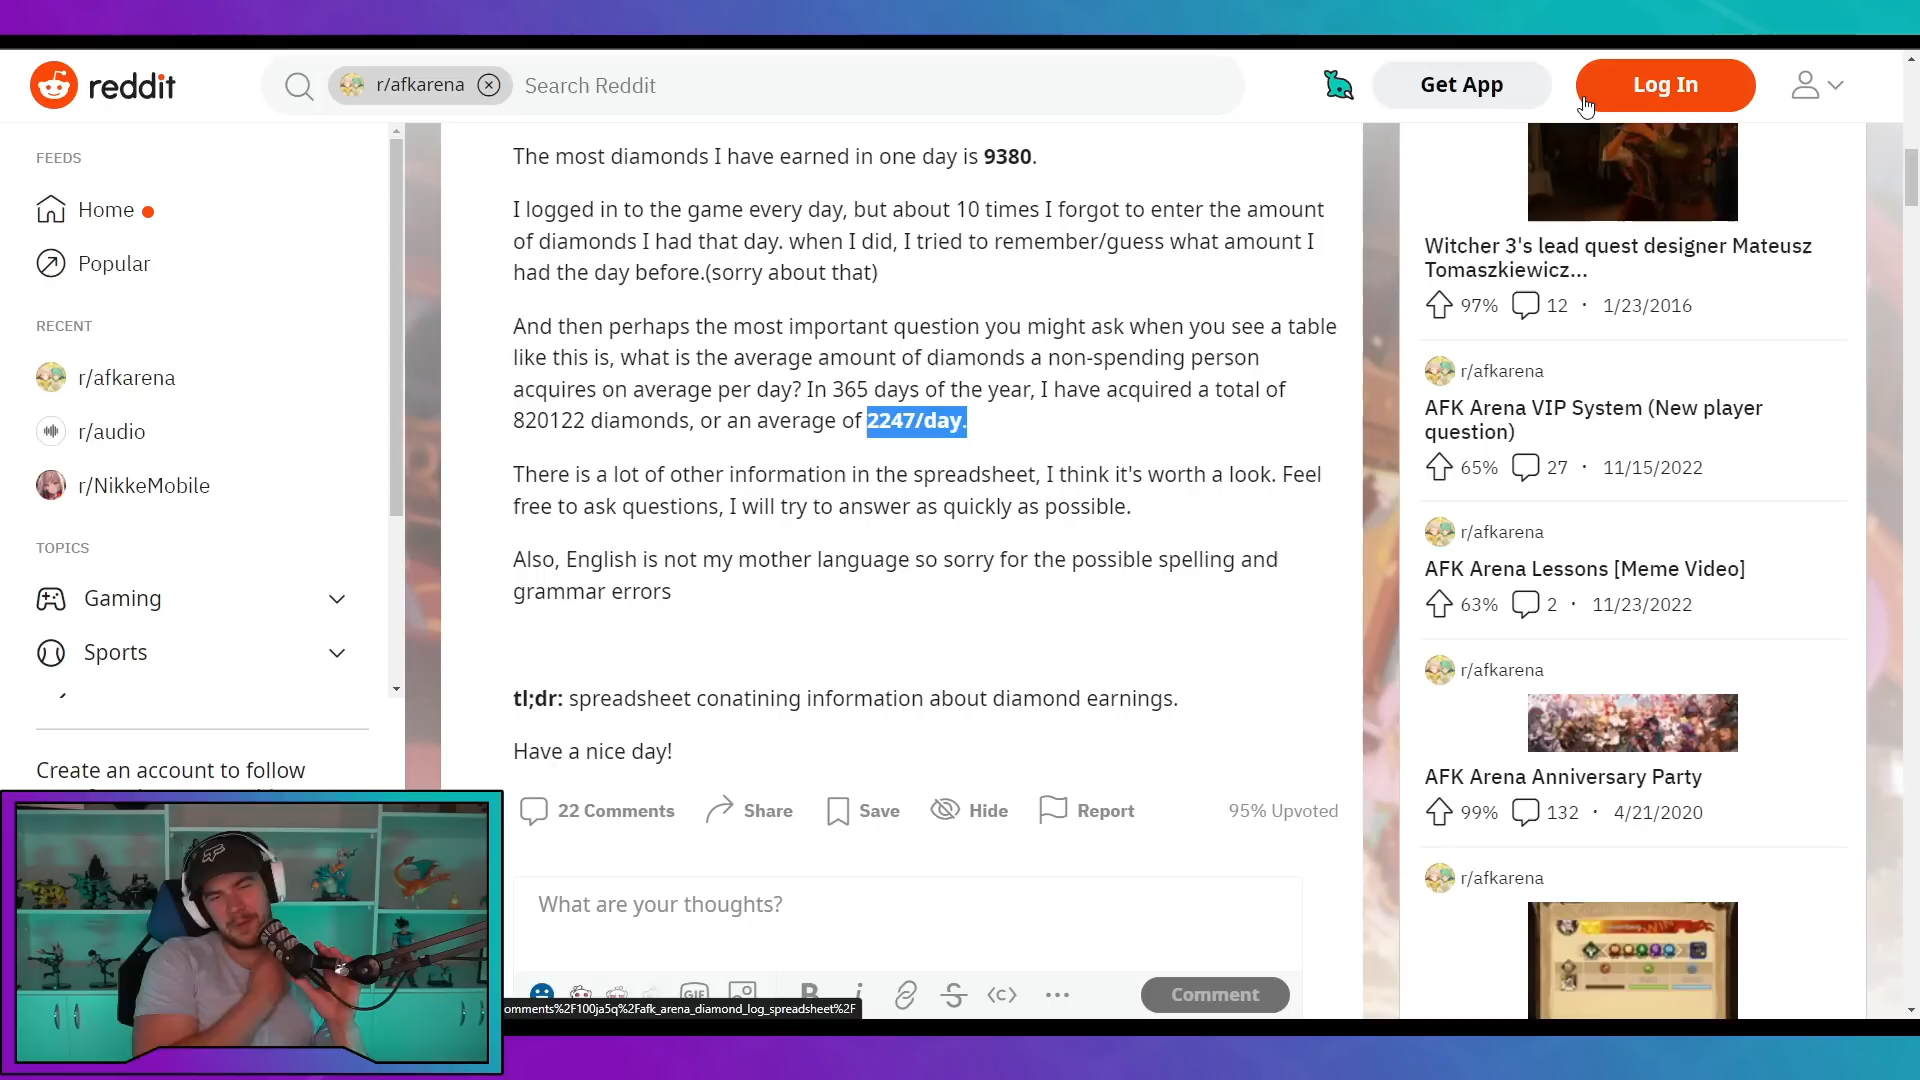 reddit
r/afkarena
Search Reddit
Get App
Log In
FEEDS
Home
Popular
RECENT
r/afkarena
r/audio
r/NikkeMobile
TOPICS
Gaming
Sports
Create an account to follow
The most diamonds I have earned in one day is 9380.
I logged in to the game every day, but about 10 times I forgot to enter the amount
of diamonds I had that day. when I did, I tried to remember/guess what amount I
had the day before.(sorry about that)
And then perhaps the most important question you might ask when you see a table
like this is, what is the average amount of diamonds a non-spending person
acquires on average per day? In 365 days of the year, I have acquired a total of
820122 diamonds, or an average of 2247/day.
There is a lot of other information in the spreadsheet, I think it's worth a look. Feel
free to ask questions, I will try to answer as quickly as possible.
Also, English is not my mother language so sorry for the possible spelling and
grammar errors
tl;dr: spreadsheet conatining information about diamond earnings.
Have a nice day!
22 Comments
Share
Save
Hide
Report
95% Upvoted
What are your thoughts?
GIF
B
i
Comment
omments%2F100ja5q%2Fafk_arena_diamond_log_spreadsheet%2F
Witcher 3's lead quest designer Mateusz
Tomaszkiewicz...
97% 12 · 1/23/2016
r/afkarena
AFK Arena VIP System (New player
question)
65% 27 · 11/15/2022
r/afkarena
AFK Arena Lessons [Meme Video]
63% 2 · 11/23/2022
r/afkarena
AFK Arena Anniversary Party
99% 132 · 4/21/2020
r/afkarena